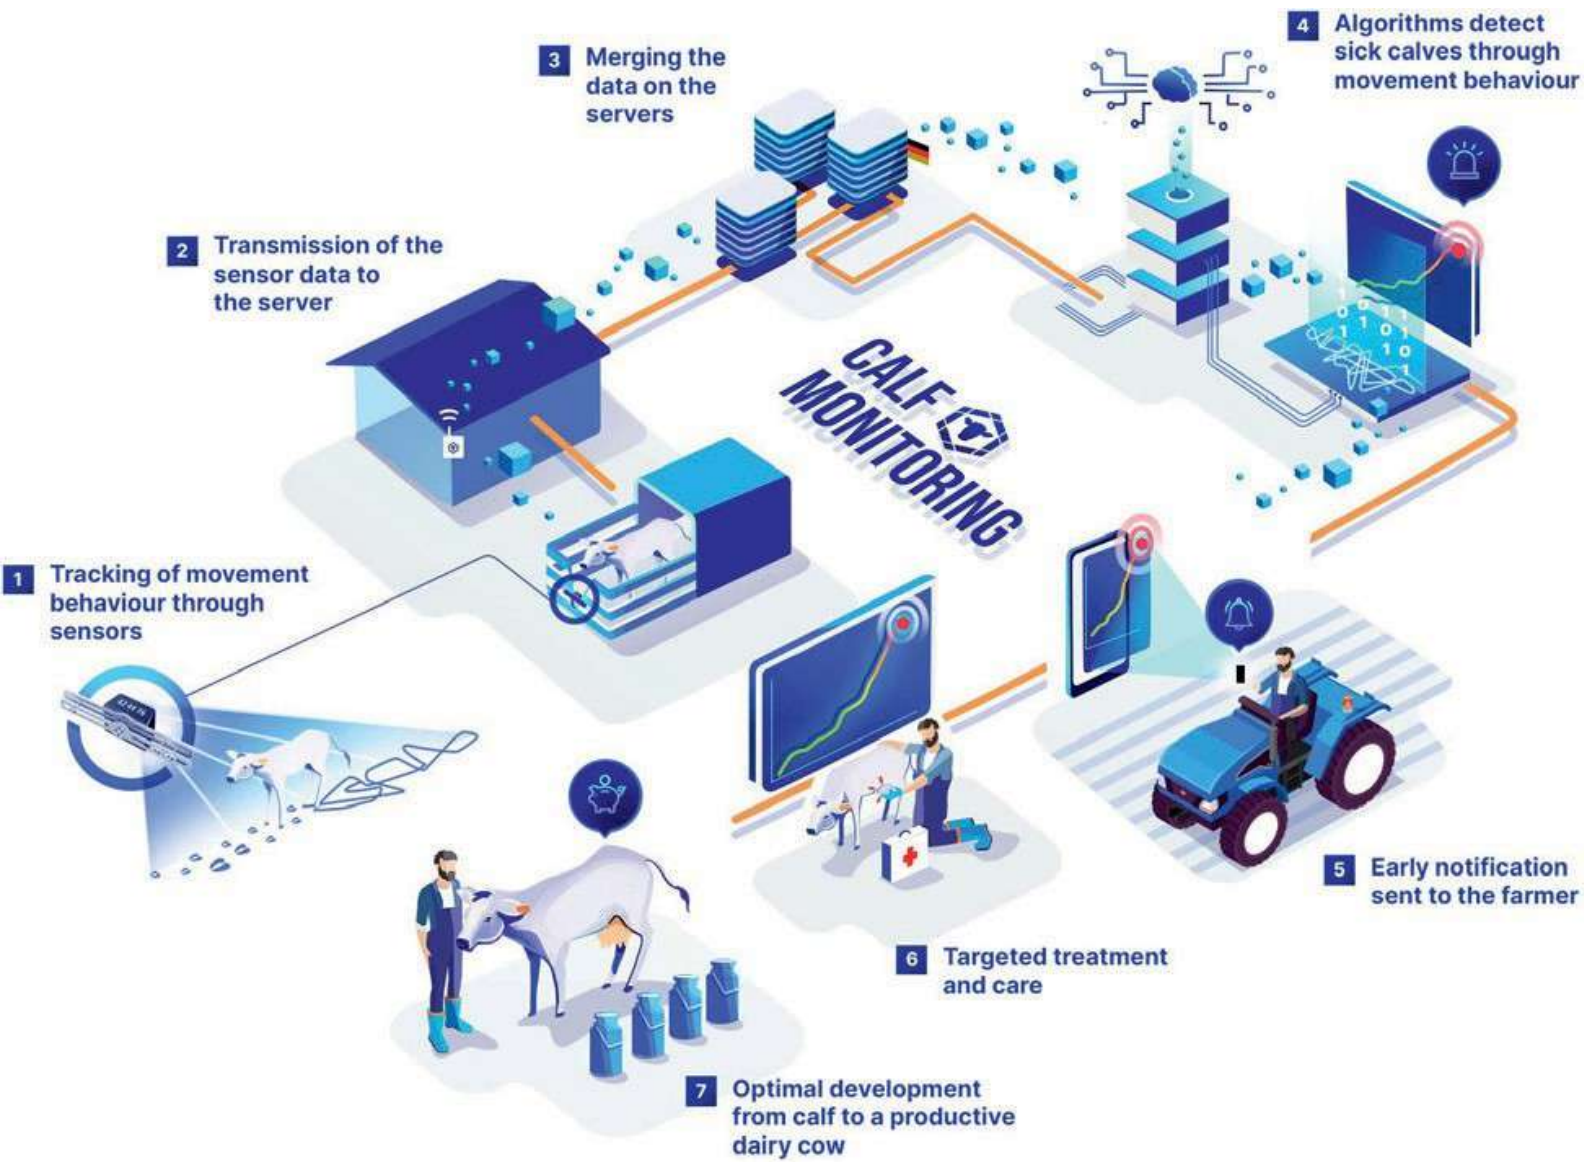 1
Tracking of movement
behaviour through
sensors
2
Transmission of the
sensor data to
the server
3
Merging the
data on the
servers
4
Algorithms detect
sick calves through
movement behaviour
CALF
MONITORING
5
Early notification
sent to the farmer
6
Targeted treatment
and care
7
Optimal development
from calf to a productive
dairy cow